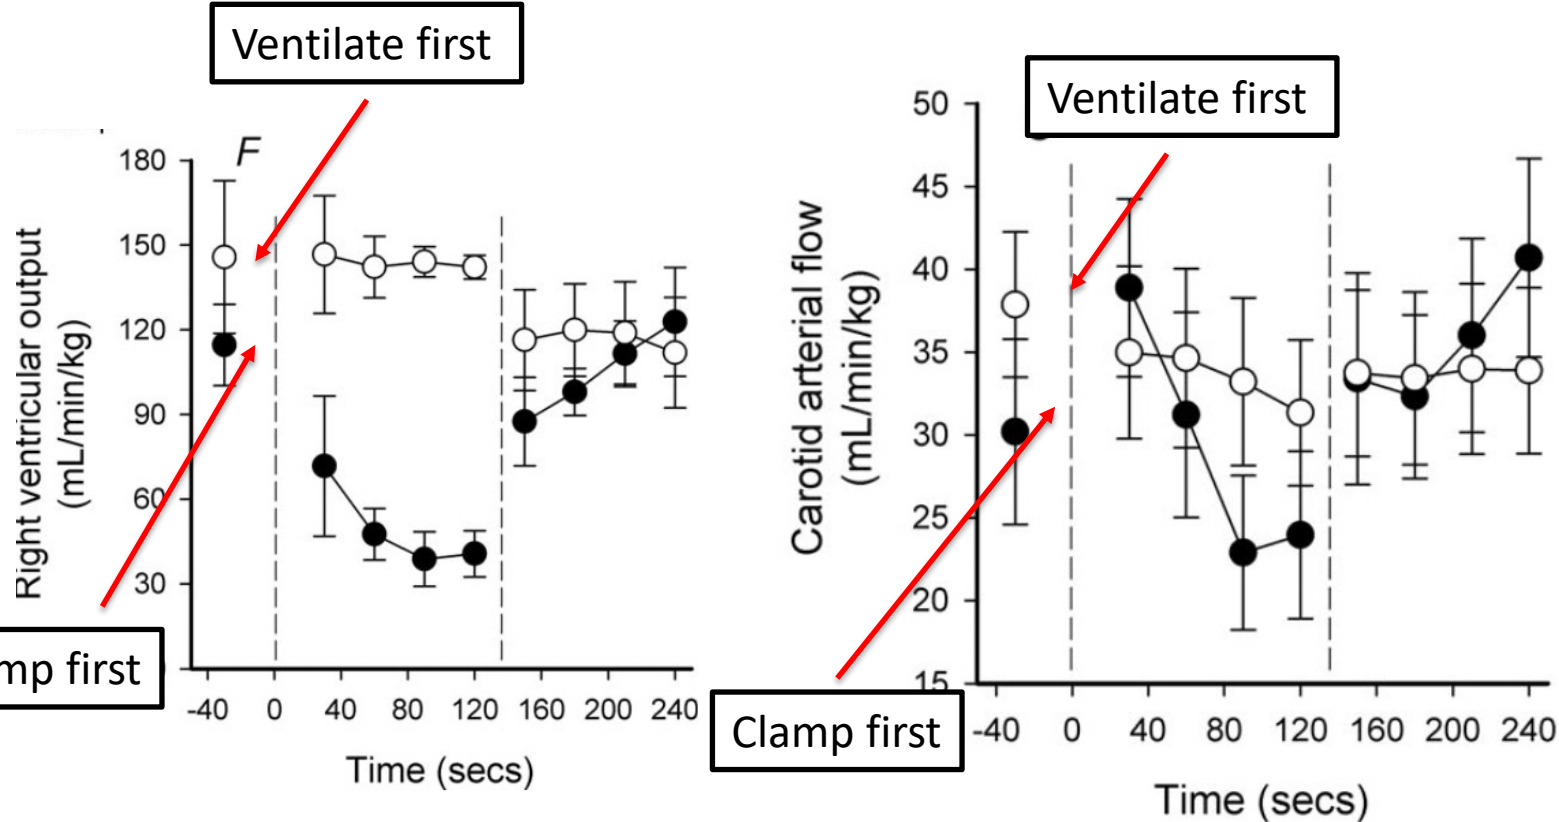 Ventilate first
F
180
150
120
90
60
30
Right ventricular output
(mL/min/kg)
mp first
-40 0 40 80 120 160 200 240
Time (secs)
Ventilate first
50
45
40
35
30
25
20
15
Carotid arterial flow
(mL/min/kg)
Clamp first
-40 0 40 80 120 160 200 240
Time (secs)